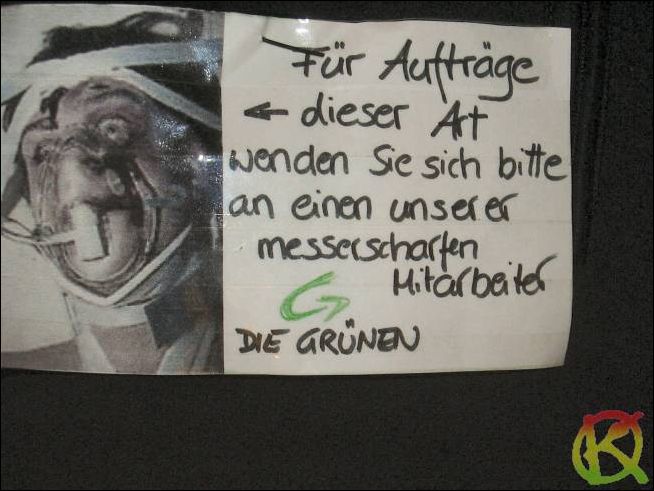 Für Aufträge
← dieser Art
wenden Sie sich bitte
an einen unserer
messerscharfen
Mitarbeiter
DIE GRÜNEN
K